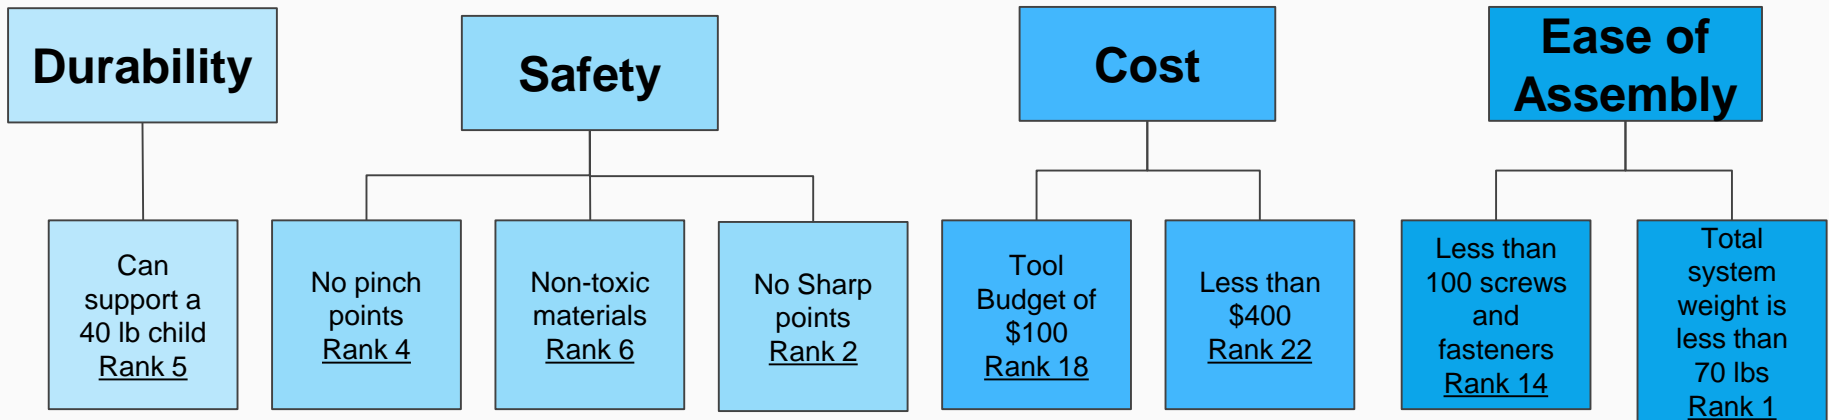 Durability
Safety
Cost
Ease of
Assembly
Can
support a
40 lb child
Rank 5
No pinch
points
Rank 4
Non-toxic
materials
Rank 6
No Sharp
points
Rank 2
Tool
Budget of
$100
Rank 18
Less than
$400
Rank 22
Less than
100 screws
and
fasteners
Rank 14
Total
system
weight is
less than
70 lbs
Rank 1